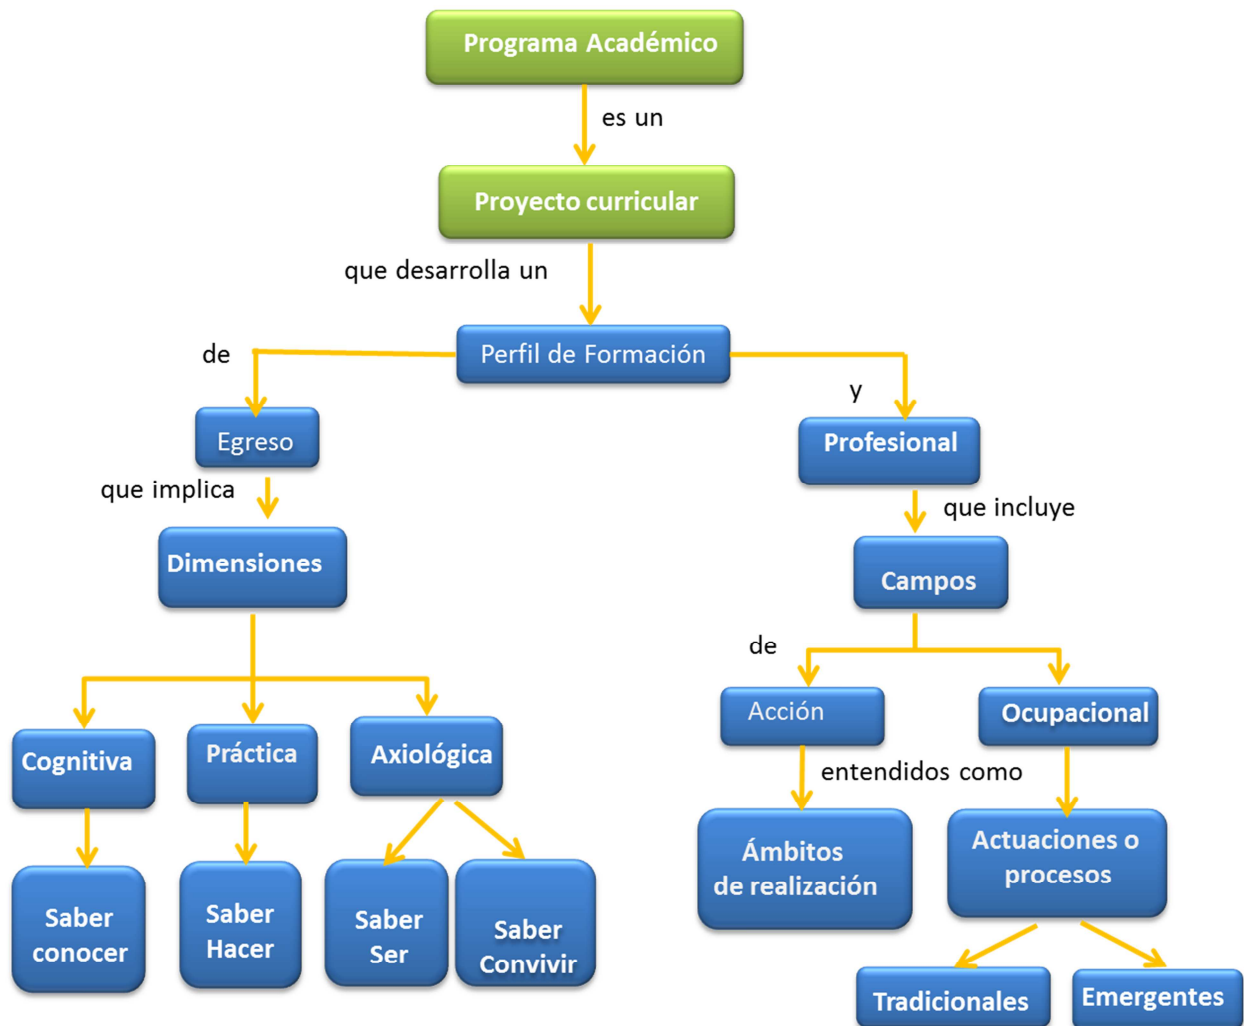 Programa Académico
es un
Proyecto curricular
que desarrolla un
Perfil de Formación
de
y
Egreso
Profesional
que implica
que incluye
Dimensiones
Campos
de
Acción
Ocupacional
Cognitiva
Práctica
Axiológica
entendidos como
Ámbitos
de realización
Actuaciones o
procesos
Saber
conocer
Saber
Hacer
Saber
Ser
Saber
Convivir
Tradicionales
Emergentes